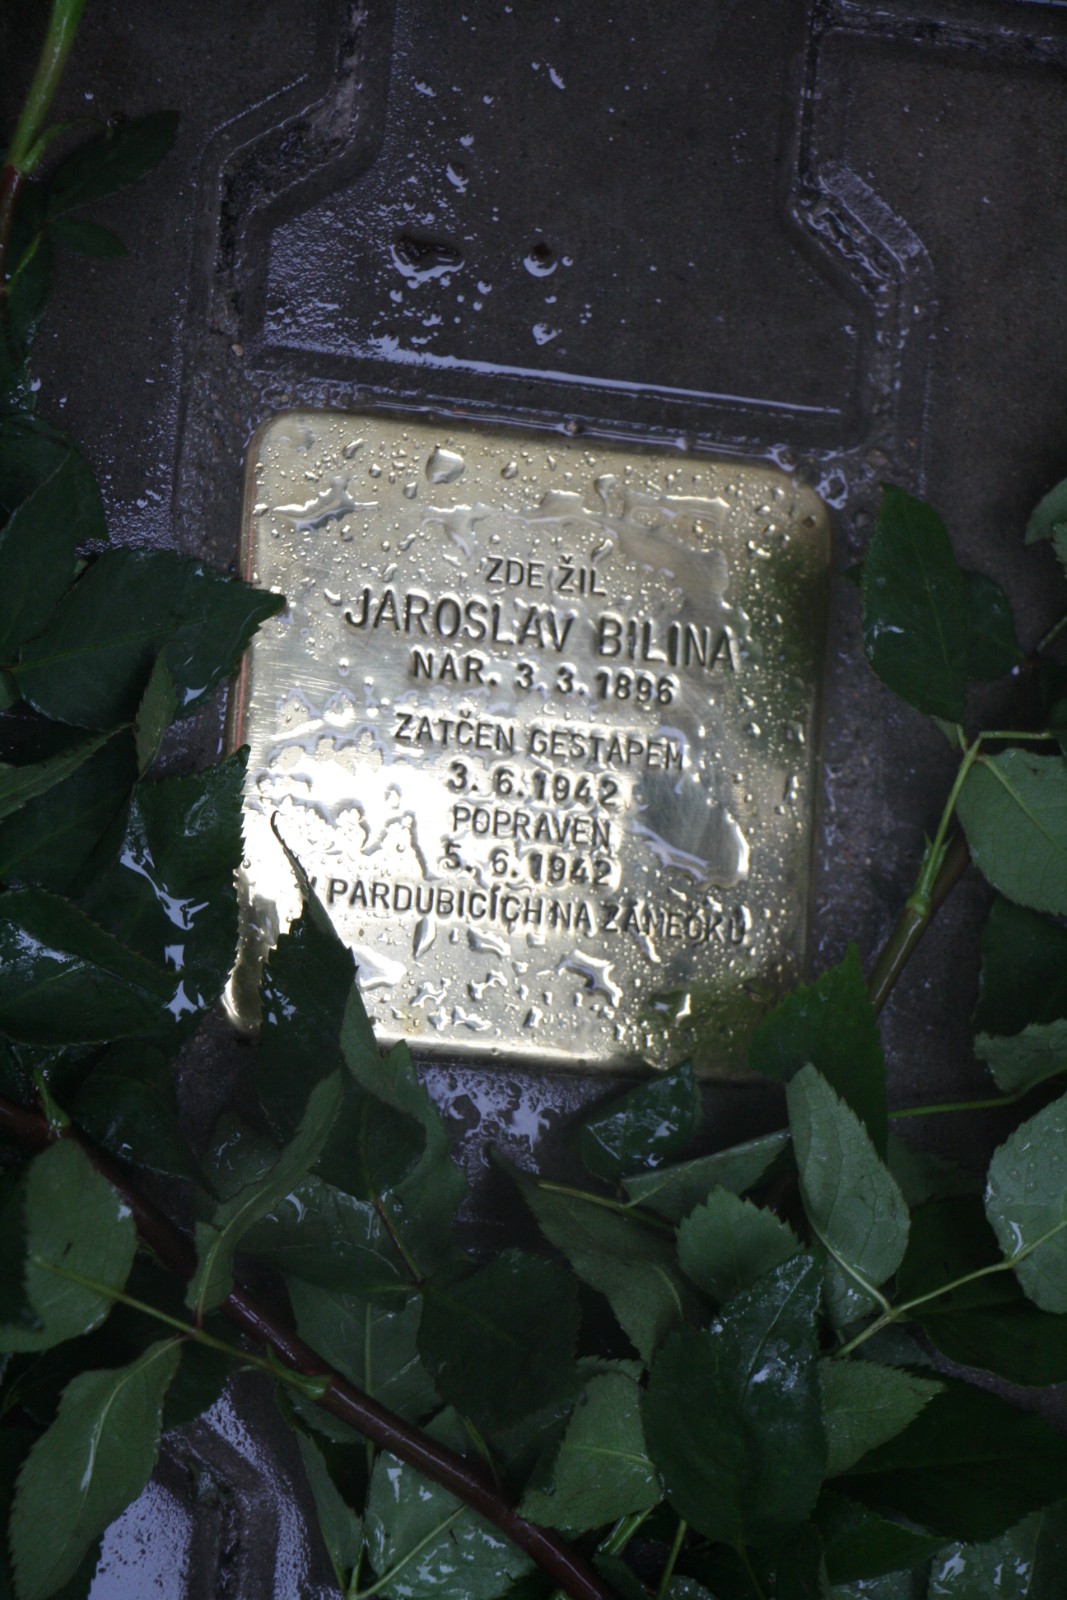 ZDE ŽIL
JAROSLAV BILINA
NAR. 3.3.1896
ZATČEN GESTAPEM
3.6.1942
POPRAVEN
5.6.1942
V PARDUBICÍCH NA ZÁMEČKU